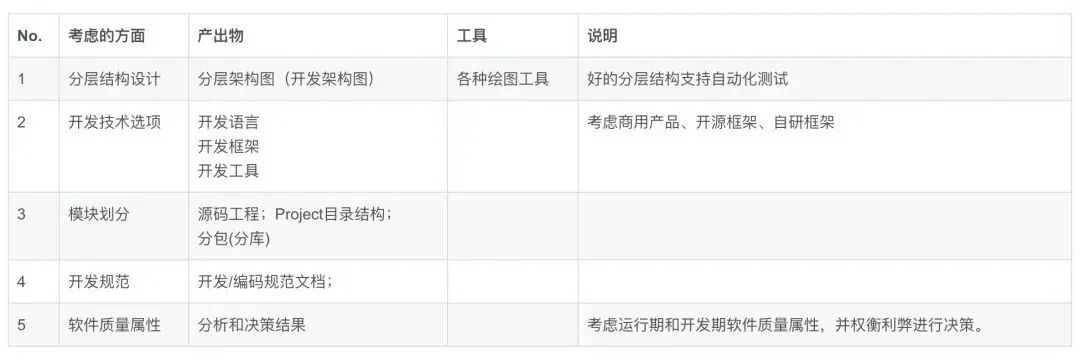 No. 考虑的方面 产出物 工具 说明
1 分层结构设计 分层架构图（开发架构图） 各种绘图工具 好的分层结构支持自动化测试
2 开发技术选项 开发语言 考虑商用产品、开源框架、自研框架
开发框架
开发工具
3 模块划分 源码工程；Project目录结构；
分包(分库)
4 开发规范 开发/编码规范文档；
5 软件质量属性 分析和决策结果 考虑运行期和开发期软件质量属性，并权衡利弊进行决策。